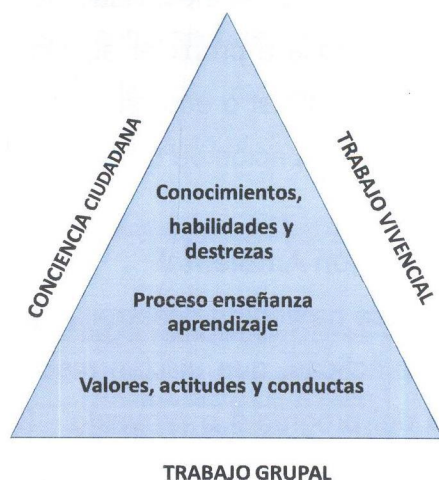 CONCIENCIA CIUDADANA
TRABAJO VIVENCIAL
Conocimientos,
habilidades y
destrezas
Proceso enseñanza
aprendizaje
Valores, actitudes y conductas
TRABAJO GRUPAL